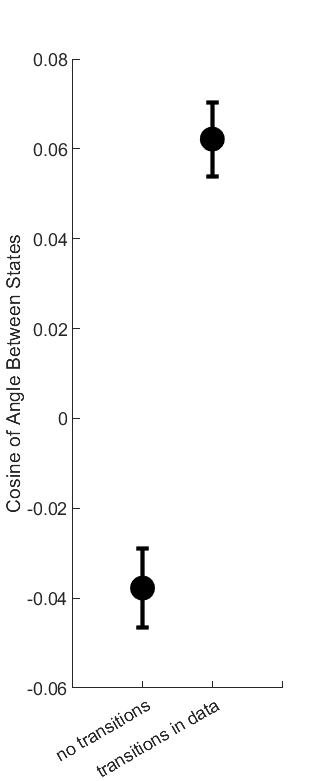 0.08
0.06
0.04
0.02
0
-0.02
-0.04
-0.06
Cosine of Angle Between States
no transitions
transitions in data